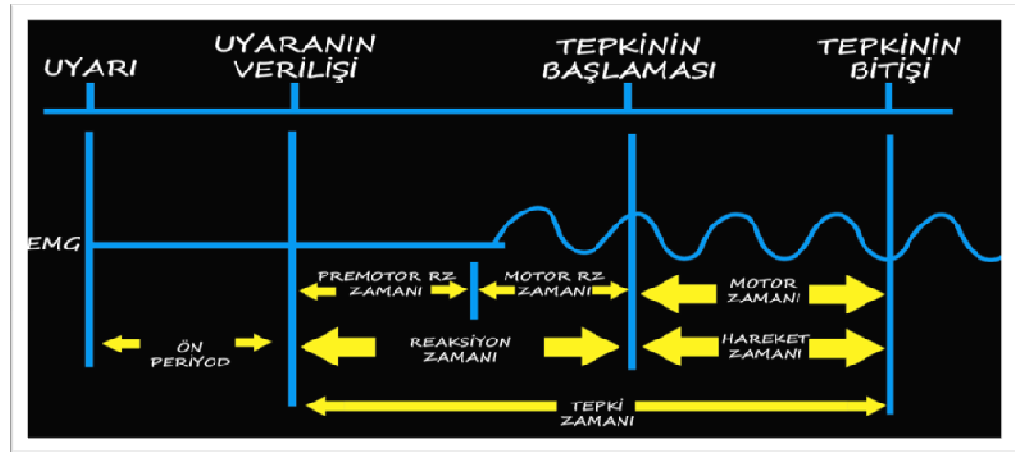 UYARI
UYARANIN
VERİLİŞİ
TEPKİNİN
BAŞLAMASI
TEPKİNİN
BİTİŞİ
EMG
PREMOTOR RZ
ZAMANI
MOTOR RZ
ZAMANI
MOTOR
ZAMANI
ÖN
PERİYOD
REAKSİYON
ZAMANI
HAREKET
ZAMANI
TEPKİ
ZAMANI